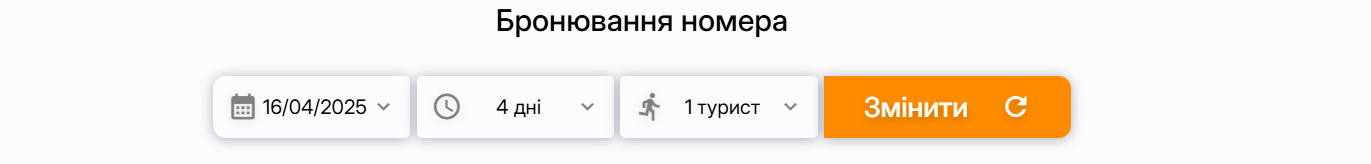 Бронювання номера
16/04/2025 4 дні 1 турист Змінити